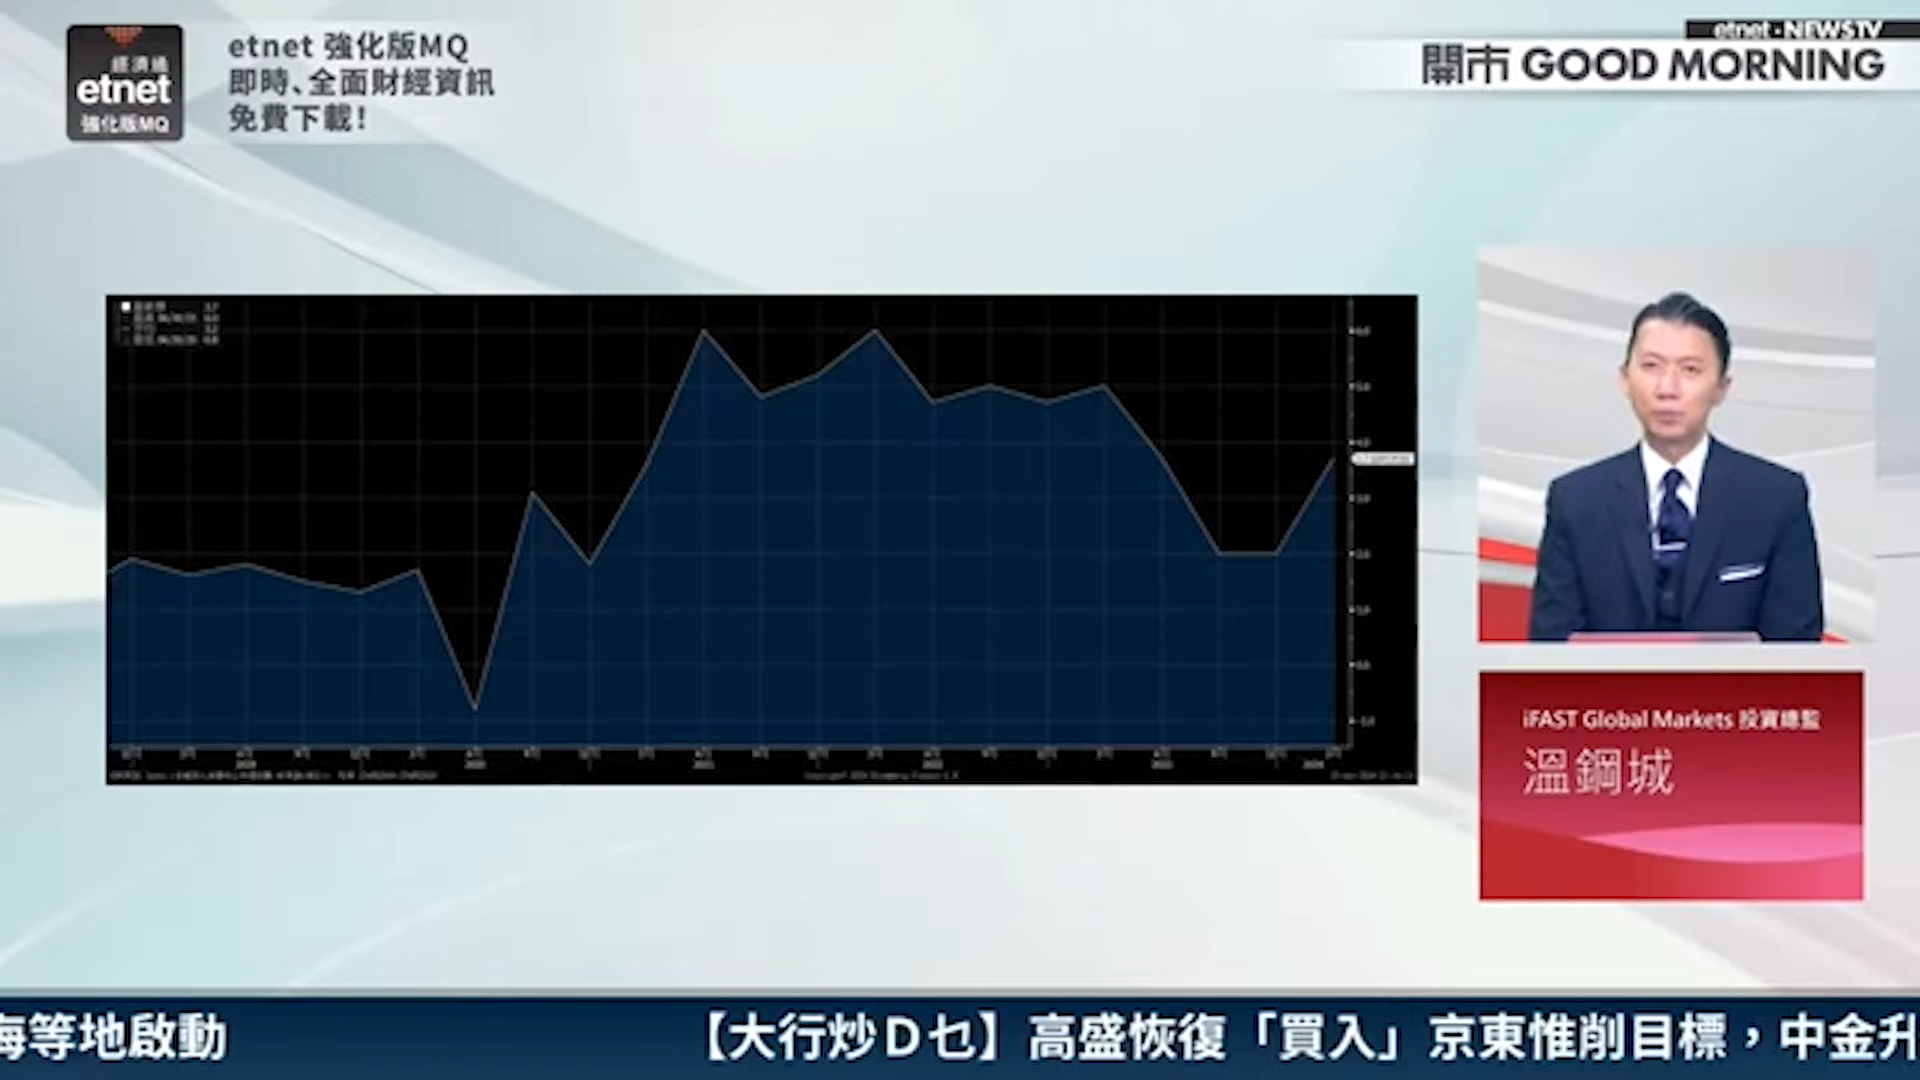 經濟通
etnet
強化版MQ
etnet 強化版MQ
即時、全面財經資訊
免費下載！
etnet・NEWSTV
開市 GOOD MORNING
iFAST Global Markets 投資總監
溫鋼城
海等地啟動
【大行炒Ｄ乜】高盛恢復「買入」京東惟削目標，中金升